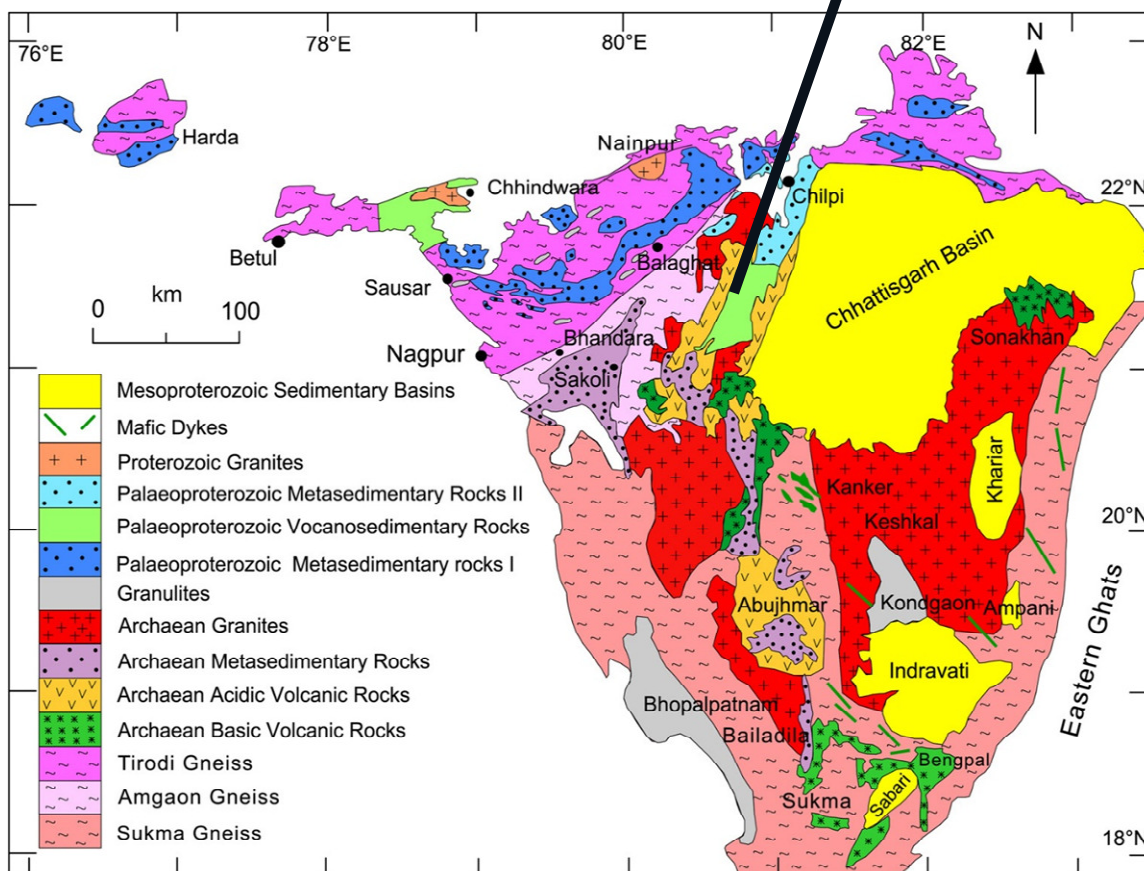 76°E
78°E
80°E
82°E
N
Harda
Nainpur
Chhindwara
Chilpi
22°N
Betul
Balaghat
Chhattisgarh Basin
Sausar
0 km 100
Bhandara
Sonakhan
Nagpur
Sakoli
Mesoproterozoic Sedimentary Basins
Mafic Dykes
Proterozoic Granites
Palaeoproterozoic Metasedimentary Rocks II
Palaeoproterozoic Vocanosedimentary Rocks
Palaeoproterozoic Metasedimentary rocks I
Granulites
Archaean Granites
Archaean Metasedimentary Rocks
Archaean Acidic Volcanic Rocks
Archaean Basic Volcanic Rocks
Tirodi Gneiss
Amgaon Gneiss
Sukma Gneiss
Khariar
Kanker
Keshkal
20°N
Abujhmar
Kondgaon
Ampani
Eastern Ghats
Indravati
Bhopalpatnam
Bailadila
Bengpal
Sukma
Sabari
18°N